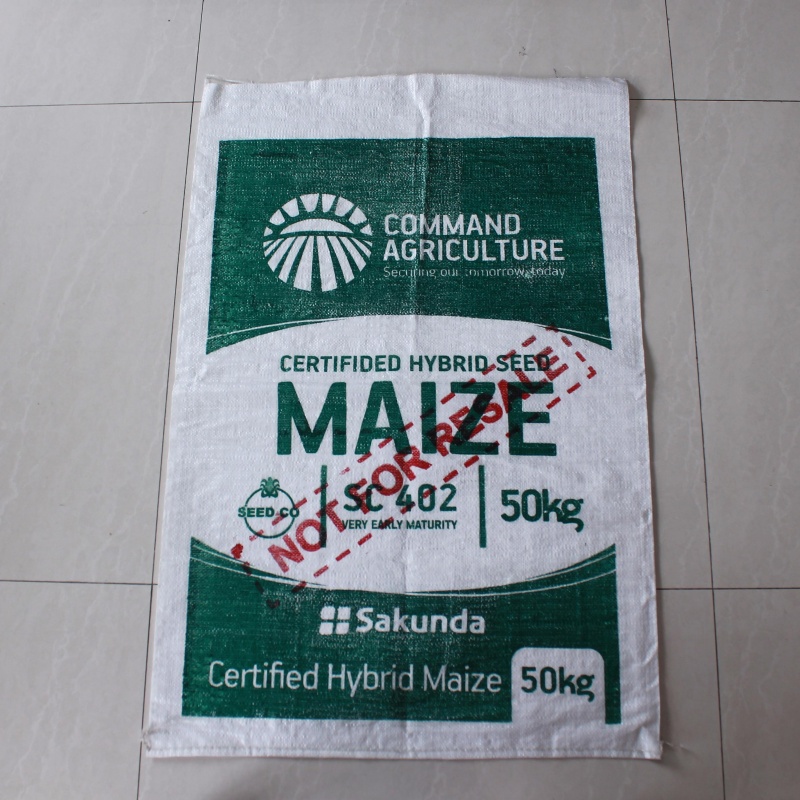 COMMAND
AGRICULTURE
Securing our tomorrow, today
CERTIFIDED HYBRID SEED
MAIZE
NOT FOR RESALE
SEED CO
SC 402
VERY EARLY MATURITY
50kg
Sakunda
Certified Hybrid Maize
50kg